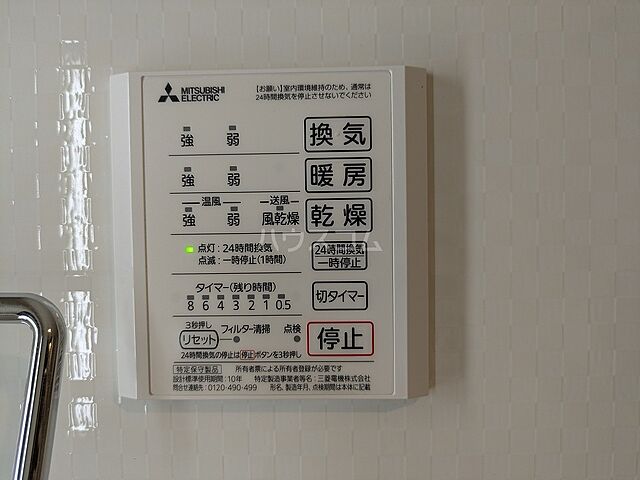 MITSUBISHI
ELECTRIC
【お願い】室内環境維持のため、通常は
24時間換気を停止させないでください
強 弱 換気
強 弱 暖房
温風 送風
強 弱 風乾燥 乾燥
点灯:24時間換気
点滅:一時停止(1時間)
24時間換気
一時停止
タイマー(残り時間)
8 6 4 3 2 1 0.5
切タイマー
3秒押し
リセット フィルター清掃 点検
停止
24時間換気の停止は停止ボタンを3秒押し
特定保守製品 所有者票による所有者登録が必要です
設計標準使用期間:10年 特定製造事業者等名:三菱電機株式会社
問合せ連絡先:0120-490-499 形名、製造年月、点検期間は本体に記載
ハウスコム